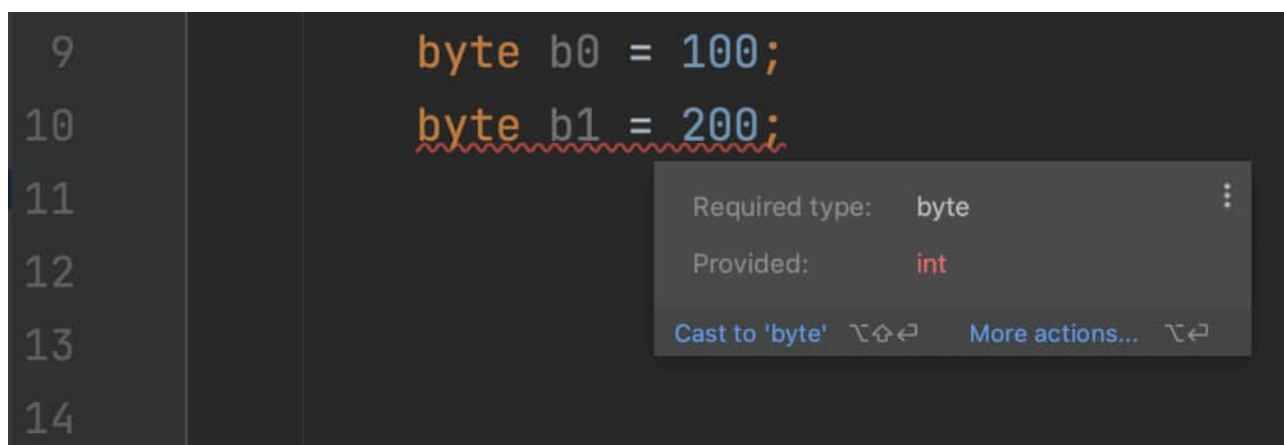 9 byte b0 = 100;
10 byte b1 = 200;
11
Required type: byte
12
Provided: int
13
Cast to 'byte' ⌥⇧⏎ More actions... ⌥⏎
14